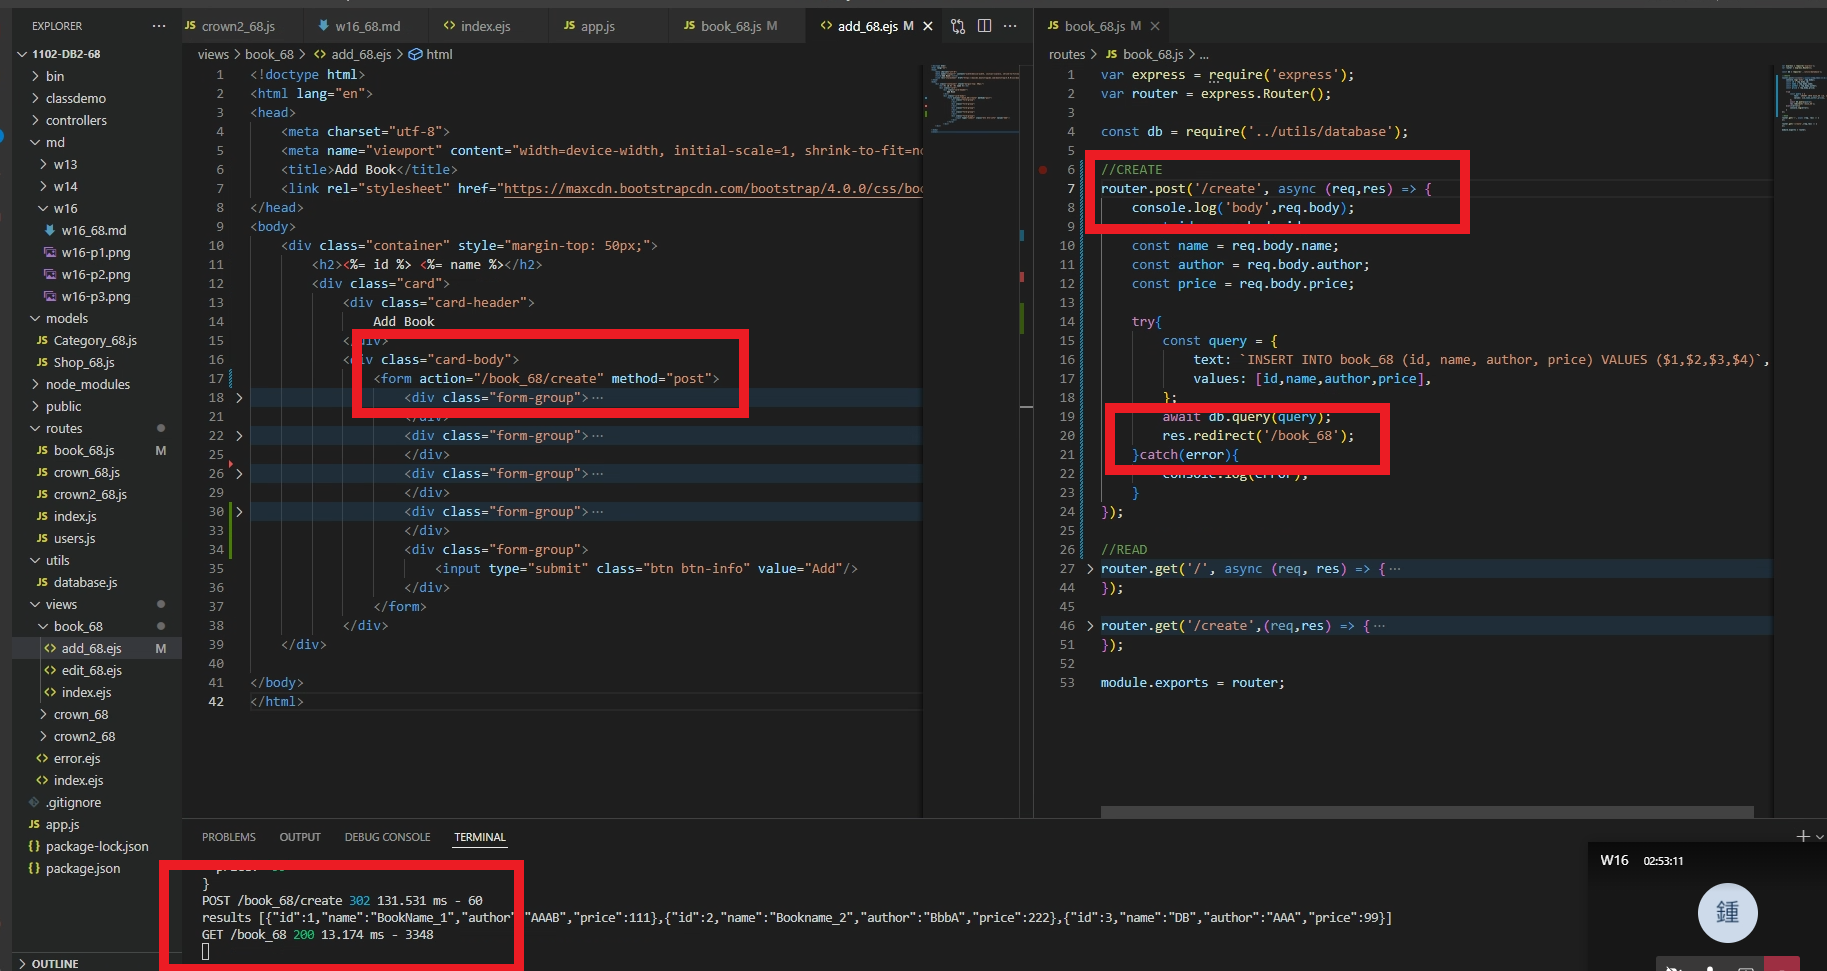 EXPLORER
1102-DB2-68
bin
classdemo
controllers
md
w13
w14
w16
w16_68.md
w16-p1.png
w16-p2.png
w16-p3.png
models
Category_68.js
Shop_68.js
node_modules
public
routes
book_68.js M
crown_68.js
crown2_68.js
index.js
users.js
utils
database.js
views
book_68
add_68.ejs M
edit_68.ejs
index.ejs
crown_68
crown2_68
error.ejs
index.ejs
.gitignore
app.js
package-lock.json
package.json
OUTLINE
JS crown2_68.js
w16_68.md
<> index.ejs
JS app.js
JS book_68.js M
<> add_68.ejs M
views > book_68 > <> add_68.ejs > html
1 <!doctype html>
2 <html lang="en">
3 <head>
4 <meta charset="utf-8">
5 <meta name="viewport" content="width=device-width, initial-scale=1, shrink-to-fit=no
6 <title>Add Book</title>
7 <link rel="stylesheet" href="https://maxcdn.bootstrapcdn.com/bootstrap/4.0.0/css/boo
8 </head>
9 <body>
10 <div class="container" style="margin-top: 50px;">
11 <h2><%= id %> <%= name %></h2>
12 <div class="card">
13 <div class="card-header">
14 Add Book
15 </div>
16 <div class="card-body">
17 <form action="/book_68/create" method="post">
18 <div class="form-group">···
21 </div>
22 <div class="form-group">···
25 </div>
26 <div class="form-group">···
29 </div>
30 <div class="form-group">···
33 </div>
34 <div class="form-group">
35 <input type="submit" class="btn btn-info" value="Add"/>
36 </div>
37 </form>
38 </div>
39 </div>
40
41 </body>
42 </html>
JS book_68.js M
routes > JS book_68.js > ...
1 var express = require('express');
2 var router = express.Router();
3
4 const db = require('../utils/database');
5
6 //CREATE
7 router.post('/create', async (req,res) => {
8 console.log('body',req.body);
9
10 const name = req.body.name;
11 const author = req.body.author;
12 const price = req.body.price;
13
14 try{
15 const query = {
16 text: `INSERT INTO book_68 (id, name, author, price) VALUES ($1,$2,$3,$4)`,
17 values: [id,name,author,price],
18 };
19 await db.query(query);
20 res.redirect('/book_68');
21 }catch(error){
22 console.log(error);
23 }
24 });
25
26 //READ
27 router.get('/', async (req, res) => {···
44 });
45
46 router.get('/create',(req,res) => {···
51 });
52
53 module.exports = router;
PROBLEMS OUTPUT DEBUG CONSOLE TERMINAL
}
POST /book_68/create 302 131.531 ms - 60
results [{"id":1,"name":"BookName_1","author":"AAAB","price":111},{"id":2,"name":"Bookname_2","author":"BbbA","price":222},{"id":3,"name":"DB","author":"AAA","price":99}]
GET /book_68 200 13.174 ms - 3348
W16 02:53:11
鍾